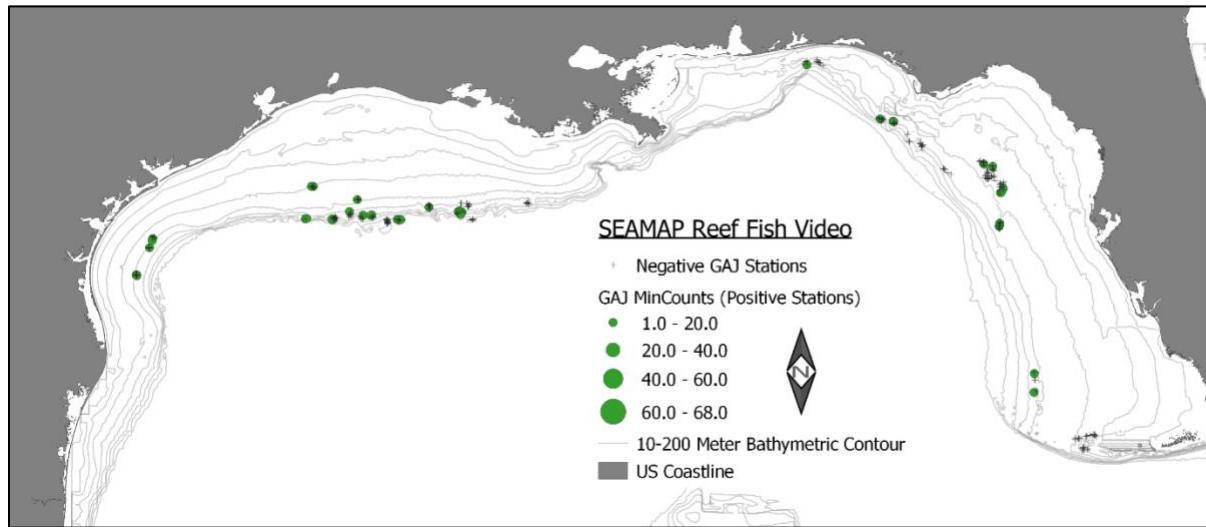 SEAMAP Reef Fish Video
Negative GAJ Stations
GAJ MinCounts (Positive Stations)
1.0 - 20.0
20.0 - 40.0
40.0 - 60.0
60.0 - 68.0
N
10-200 Meter Bathymetric Contour
US Coastline